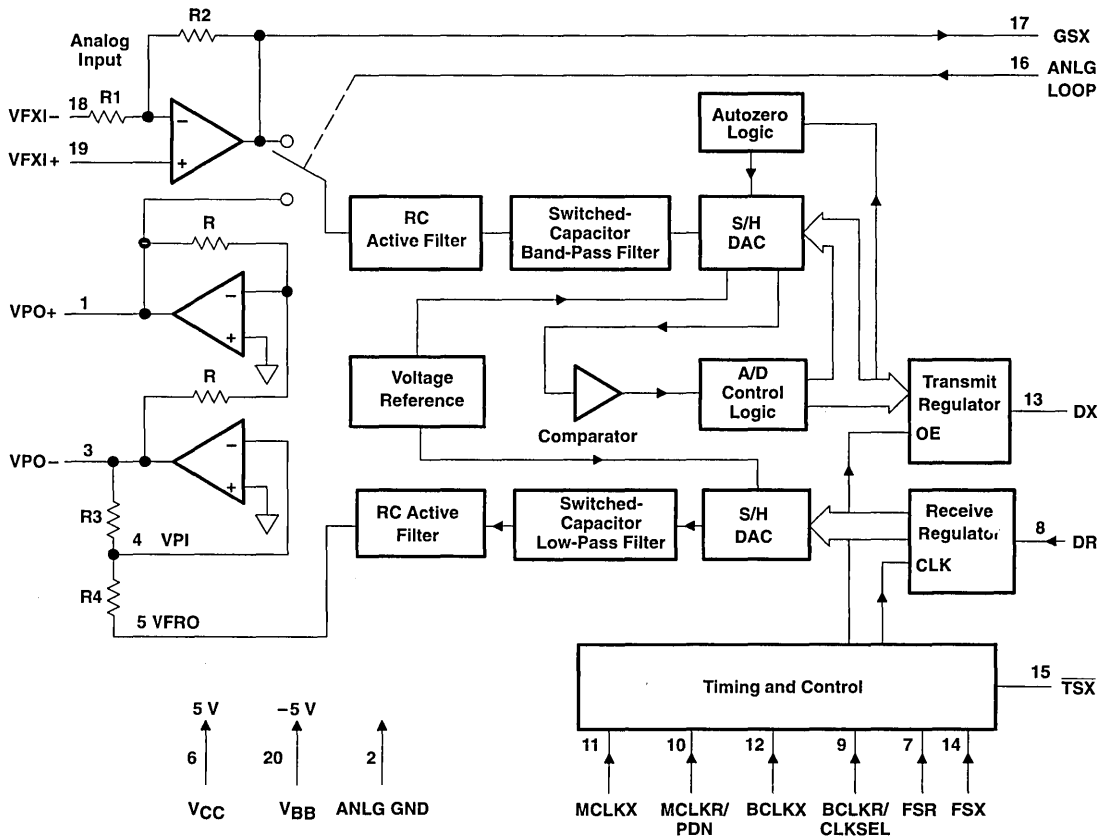 R2
17
GSX
Analog
Input
16
ANLG
LOOP
VFXI–
18
R1
–
VFXI+
19
+
Autozero
Logic
RC
Active Filter
Switched-
Capacitor
Band-Pass Filter
S/H
DAC
R
VPO+
1
–
+
Voltage
Reference
Comparator
A/D
Control
Logic
Transmit
Regulator
OE
13
DX
R
VPO–
3
–
+
R3
4
VPI
R4
5 VFRO
RC Active
Filter
Switched-
Capacitor
Low-Pass Filter
S/H
DAC
Receive
Regulator
CLK
8
DR
Timing and Control
15
TSX
5 V
–5 V
6
20
2
VCC
VBB
ANLG GND
11
10
12
9
7
14
MCLKX
MCLKR/
PDN
BCLKX
BCLKR/
CLKSEL
FSR
FSX